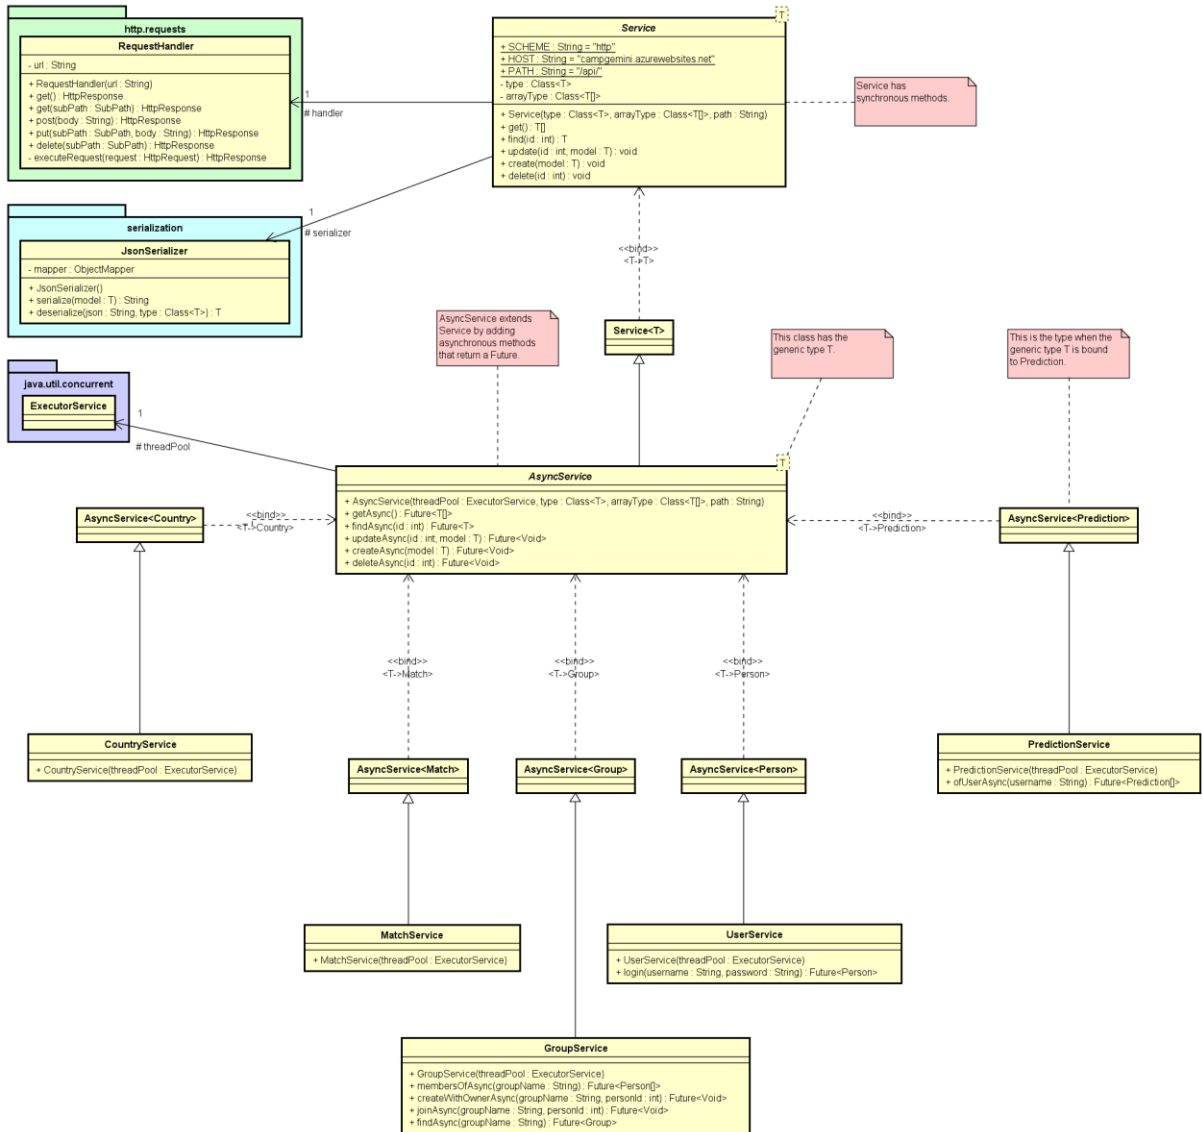 http.requests
RequestHandler
- url : String
+ RequestHandler(url : String)
+ get() : HttpResponse
+ get(subPath : SubPath) : HttpResponse
+ post(body : String) : HttpResponse
+ put(subPath : SubPath, body : String) : HttpResponse
+ delete(subPath : SubPath) : HttpResponse
- executeRequest(request : HttpRequest) : HttpResponse
1
# handler
T
Service
+ SCHEME : String = "http"
+ HOST : String = "campgemini.azurewebsites.net"
+ PATH : String = "/api/"
- type : Class<T>
- arrayType : Class<T[]>
+ Service(type : Class<T>, arrayType : Class<T[]>, path : String)
+ get() : T[]
+ find(id : int) : T
+ update(id : int, model : T) : void
+ create(model : T) : void
+ delete(id : int) : void
Service has
synchronous methods.
serialization
JsonSerializer
- mapper : ObjectMapper
+ JsonSerializer()
+ serialize(model : T) : String
+ deserialize(json : String, type : Class<T>) : T
1
# serializer
<<bind>>
<T->T>
Service<T>
AsyncService extends
Service by adding
asynchronous methods
that return a Future.
This class has the
generic type T.
This is the type when the
generic type T is bound
to Prediction.
java.util.concurrent
ExecutorService
1
# threadPool
T
AsyncService
+ AsyncService(threadPool : ExecutorService, type : Class<T>, arrayType : Class<T[]>, path : String)
+ getAsync() : Future<T[]>
+ findAsync(id : int) : Future<T>
+ updateAsync(id : int, model : T) : Future<Void>
+ createAsync(model : T) : Future<Void>
+ deleteAsync(id : int) : Future<Void>
AsyncService<Country>
<<bind>>
<T->Country>
<<bind>>
<T->Prediction>
AsyncService<Prediction>
<<bind>>
<T->Match>
<<bind>>
<T->Group>
<<bind>>
<T->Person>
CountryService
+ CountryService(threadPool : ExecutorService)
AsyncService<Match>
AsyncService<Group>
AsyncService<Person>
PredictionService
+ PredictionService(threadPool : ExecutorService)
+ ofUserAsync(username : String) : Future<Prediction[]>
MatchService
+ MatchService(threadPool : ExecutorService)
UserService
+ UserService(threadPool : ExecutorService)
+ login(username : String, password : String) : Future<Person>
GroupService
+ GroupService(threadPool : ExecutorService)
+ membersOfAsync(groupName : String) : Future<Person[]>
+ createWithOwnerAsync(groupName : String, personId : int) : Future<Void>
+ joinAsync(groupName : String, personId : int) : Future<Void>
+ findAsync(groupName : String) : Future<Group>